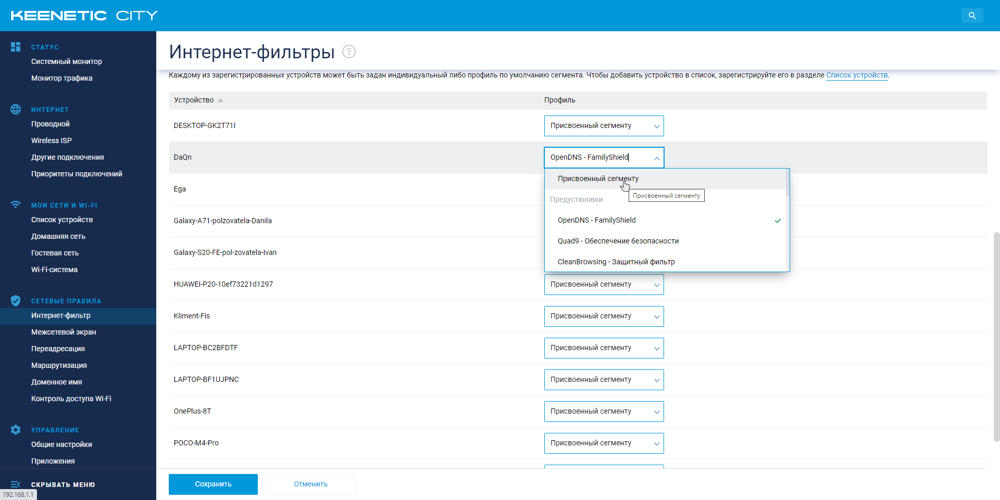 KEENETIC CITY
СТАТУС
Системный монитор
Монитор трафика
ИНТЕРНЕТ
Проводной
Wireless ISP
Другие подключения
Приоритеты подключений
МОИ СЕТИ И WI-FI
Список устройств
Домашняя сеть
Гостевая сеть
Wi-Fi-система
СЕТЕВЫЕ ПРАВИЛА
Интернет-фильтр
Межсетевой экран
Переадресация
Маршрутизация
Доменное имя
Контроль доступа Wi-Fi
УПРАВЛЕНИЕ
Общие настройки
Приложения
СКРЫВАТЬ МЕНЮ
192.168.1.1
Интернет-фильтры ?
Каждому из зарегистрированных устройств может быть задан индивидуальный либо профиль по умолчанию сегмента. Чтобы добавить устройство в список, зарегистрируйте его в разделе Список устройств.
Устройство Профиль
DESKTOP-GK2T71I Присвоенный сегменту
DaQn OpenDNS - FamilyShield
Присвоенный сегменту
Присвоенный сегменту
Предустановки
OpenDNS - FamilyShield
Quad9 - Обеспечение безопасности
CleanBrowsing - Защитный фильтр
Ega
Galaxy-A71-polzovatela-Danila
Galaxy-S20-FE-pol-zovatela-Ivan
HUAWEI-P20-10ef73221d1297 Присвоенный сегменту
Kliment-Fis Присвоенный сегменту
LAPTOP-BC2BFDTF Присвоенный сегменту
LAPTOP-BF1UJPNC Присвоенный сегменту
OnePlus-8T Присвоенный сегменту
POCO-M4-Pro Присвоенный сегменту
Сохранить Отменить